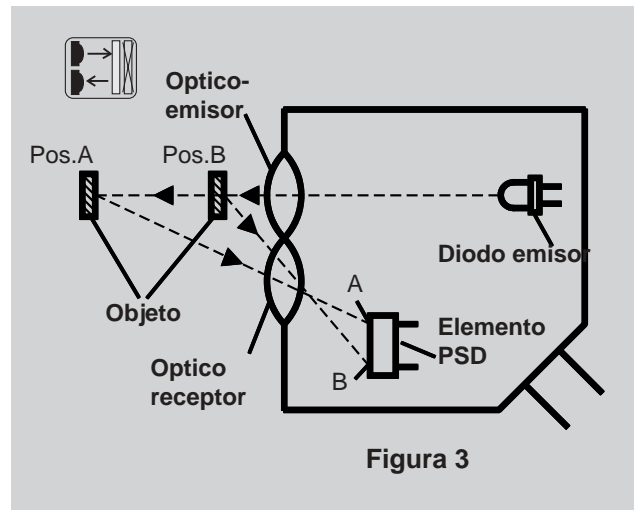 Optico-
emisor
Pos.A
Pos.B
Diodo emisor
Objeto
A
Elemento
PSD
B
Optico
receptor
Figura 3